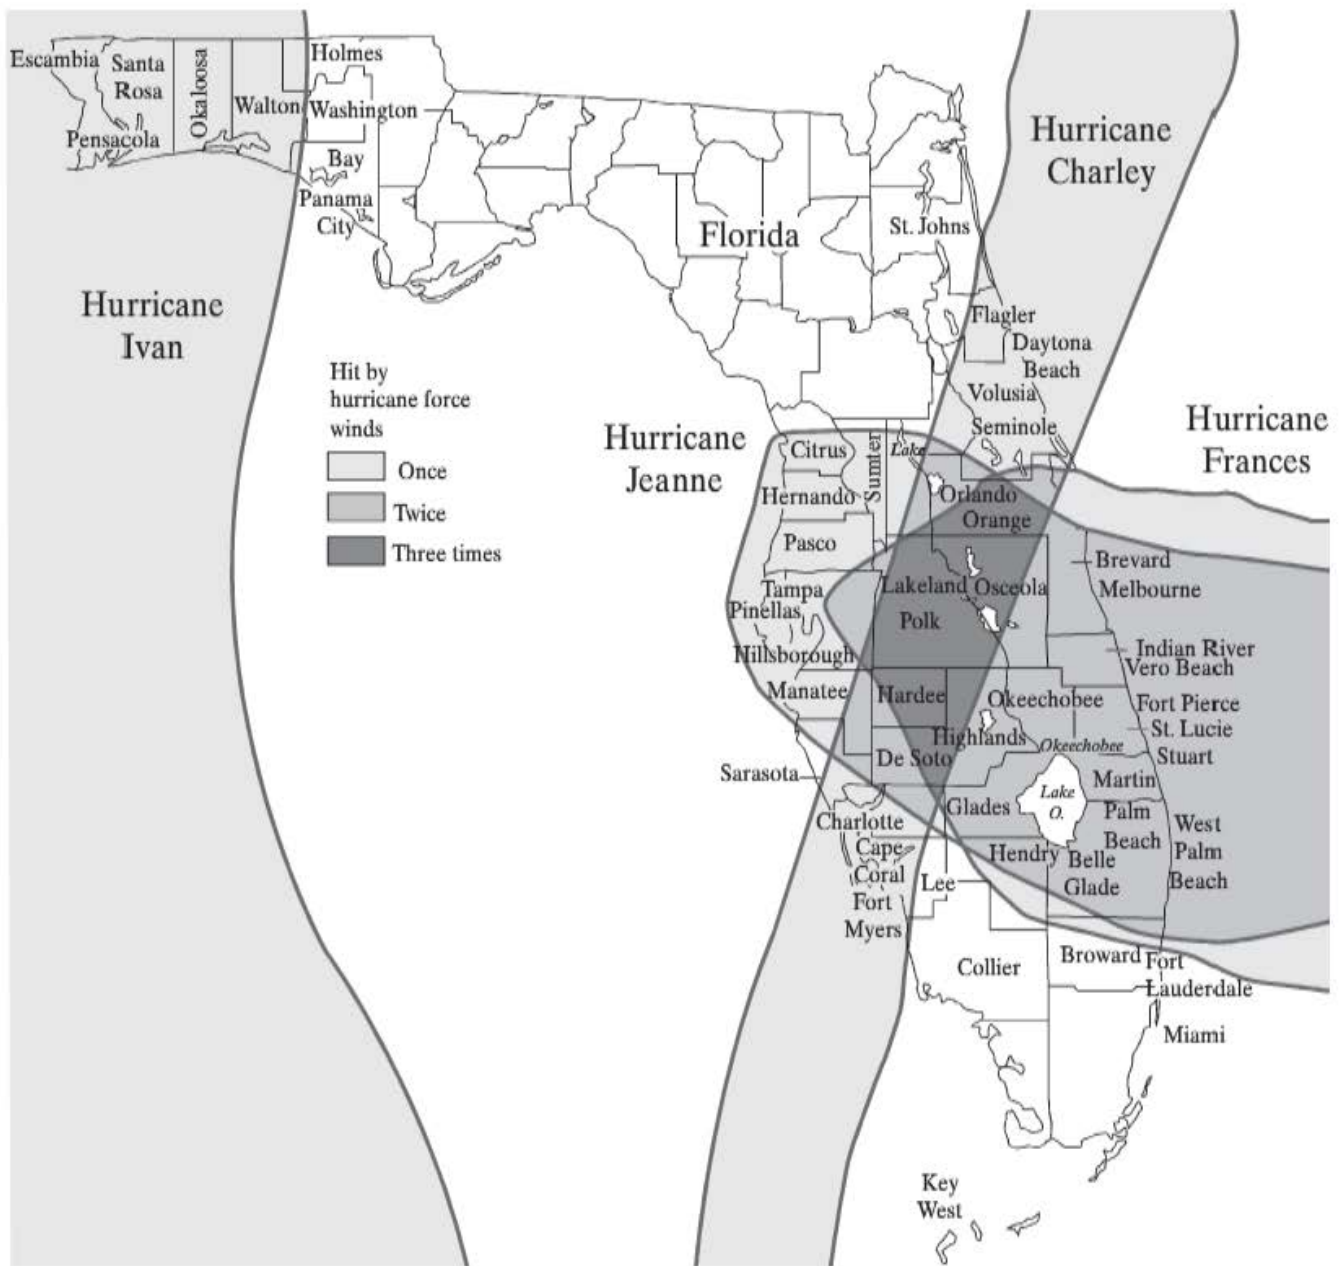 Escambia
Santa
Rosa
Okaloosa
Walton
Holmes
Washington
Pensacola
Bay
Panama
City
Hurricane
Ivan
Florida
St. Johns
Hurricane
Charley
Flagler
Daytona
Beach
Volusia
Seminole
Hit by
hurricane force
winds
Once
Twice
Three times
Hurricane
Jeanne
Hurricane
Frances
Citrus
Sumter
Lake
Hernando
Orlando
Orange
Pasco
Brevard
Melbourne
Tampa
Pinellas
Lakeland
Osceola
Polk
Hillsborough
Indian River
Vero Beach
Manatee
Hardee
Okeechobee
Fort Pierce
St. Lucie
Stuart
Highlands
Okeechobee
De Soto
Sarasota
Martin
Lake
O.
Glades
Charlotte
Palm
Beach
West
Palm
Beach
Cape
Coral
Hendry
Belle
Glade
Lee
Fort
Myers
Collier
Broward
Fort
Lauderdale
Miami
Key
West